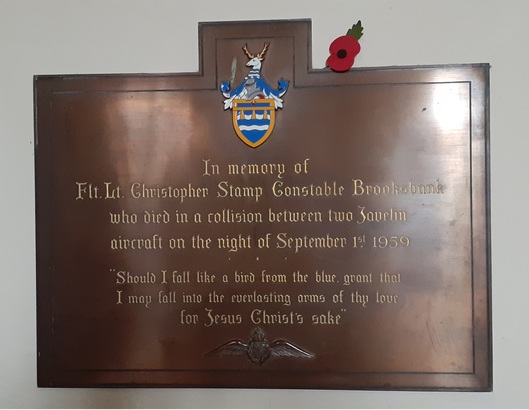 In memory of
Flt. Lt. Christopher Stamp Constable Brooksbank
who died in a collision between two Javelin
aircraft on the night of September 1st 1959
"Should I fall like a bird from the blue, grant that
I may fall into the everlasting arms of thy love
for Jesus Christ's sake"